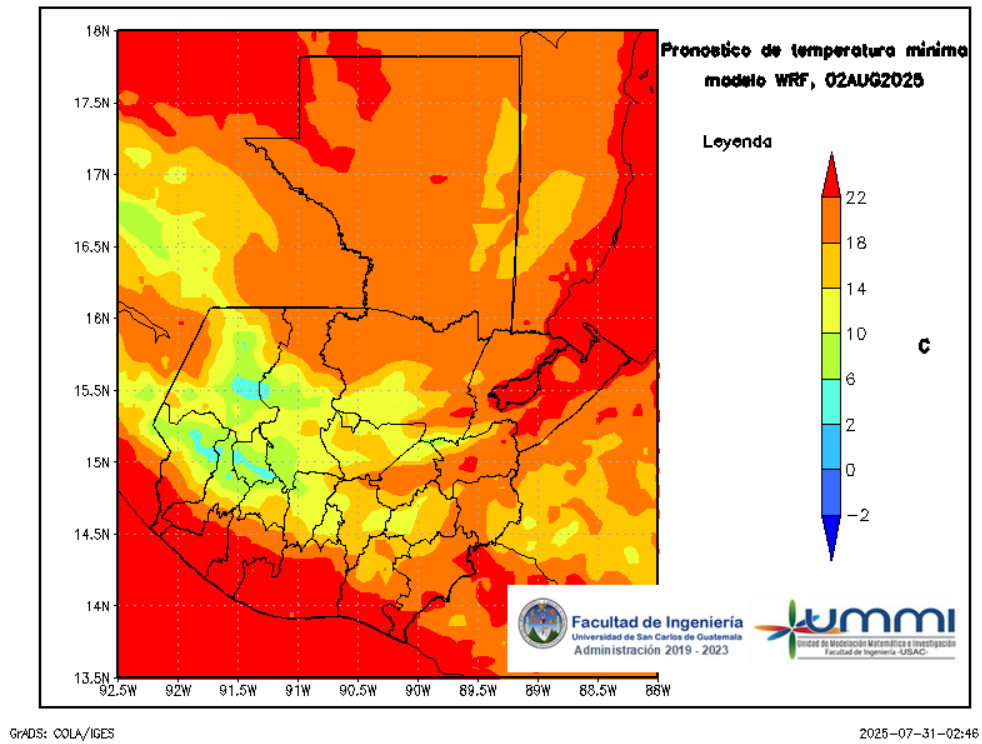 Pronostico de temperatura minima
modelo WRF, 02AUG2025
Leyenda
22
18
14
10
6
2
0
−2
C
18N
17.5N
17N
16.5N
16N
15.5N
15N
14.5N
14N
13.5N
92.5W
92W
91.5W
91W
90.5W
90W
89.5W
89W
88.5W
88W
Facultad de Ingeniería
Universidad de San Carlos de Guatemala
Administración 2019 - 2023
ummi
Unidad de Modelación Matemática e Investigación
Facultad de Ingeniería -USAC-
GrADS: COLA/IGES
2025-07-31-02:46